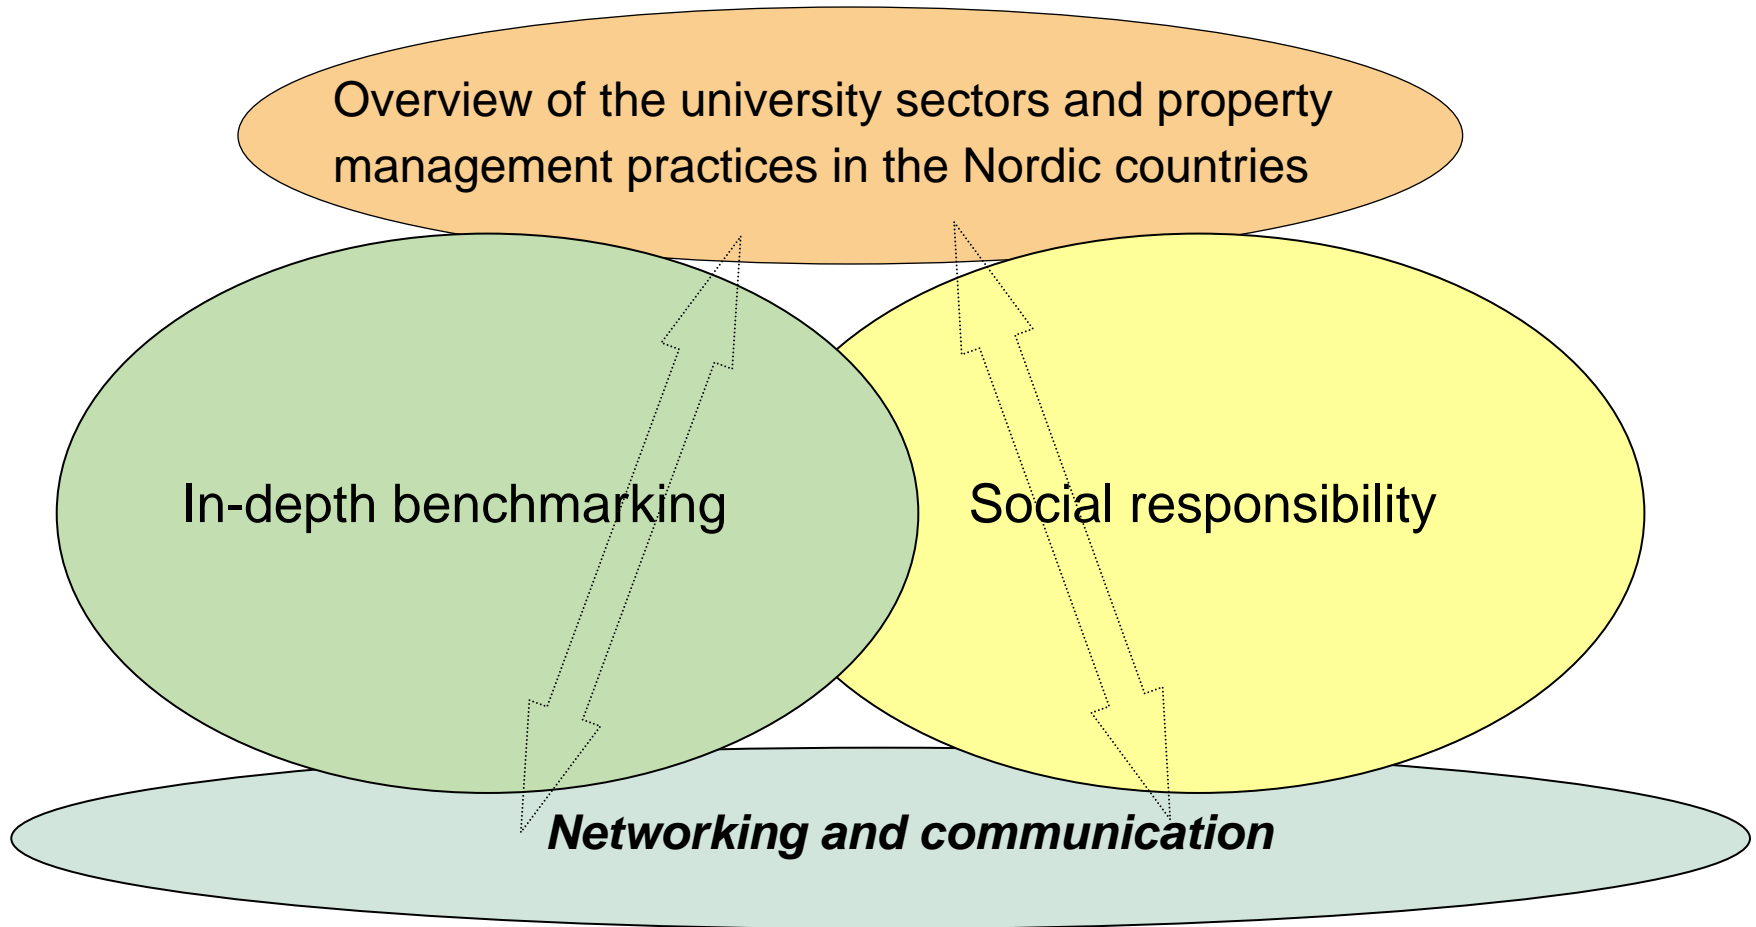 Overview of the university sectors and property
management practices in the Nordic countries
In-depth benchmarking
Social responsibility
Networking and communication